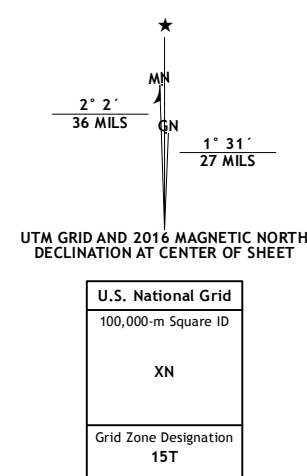 MN
2° 2´
36 MILS
GN
1° 31´
27 MILS
UTM GRID AND 2016 MAGNETIC NORTH
DECLINATION AT CENTER OF SHEET
U.S. National Grid
100,000-m Square ID
XN
Grid Zone Designation
15T